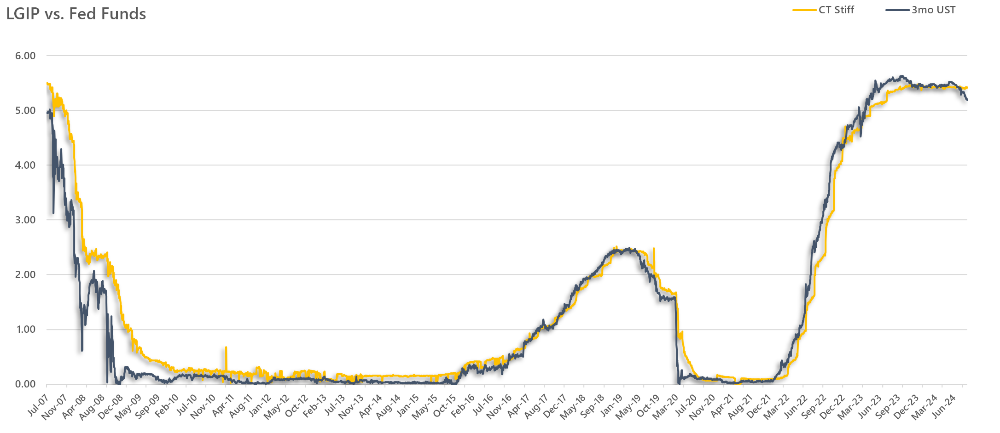 LGIP vs. Fed Funds
CT Stiff
3mo UST
6.00
5.00
4.00
3.00
2.00
1.00
0.00
Jul-07
Nov-07
Apr-08
Aug-08
Dec-08
May-09
Sep-09
Feb-10
Jul-10
Nov-10
Apr-11
Aug-11
Jan-12
May-12
Oct-12
Feb-13
Jul-13
Nov-13
Apr-14
Aug-14
Jan-15
May-15
Oct-15
Feb-16
Jul-16
Nov-16
Apr-17
Aug-17
Dec-17
May-18
Sep-18
Jan-19
May-19
Oct-19
Mar-20
Jul-20
Nov-20
Apr-21
Aug-21
Dec-21
Mar-22
Jun-22
Sep-22
Dec-22
Mar-23
Jun-23
Sep-23
Dec-23
Mar-24
Jun-24